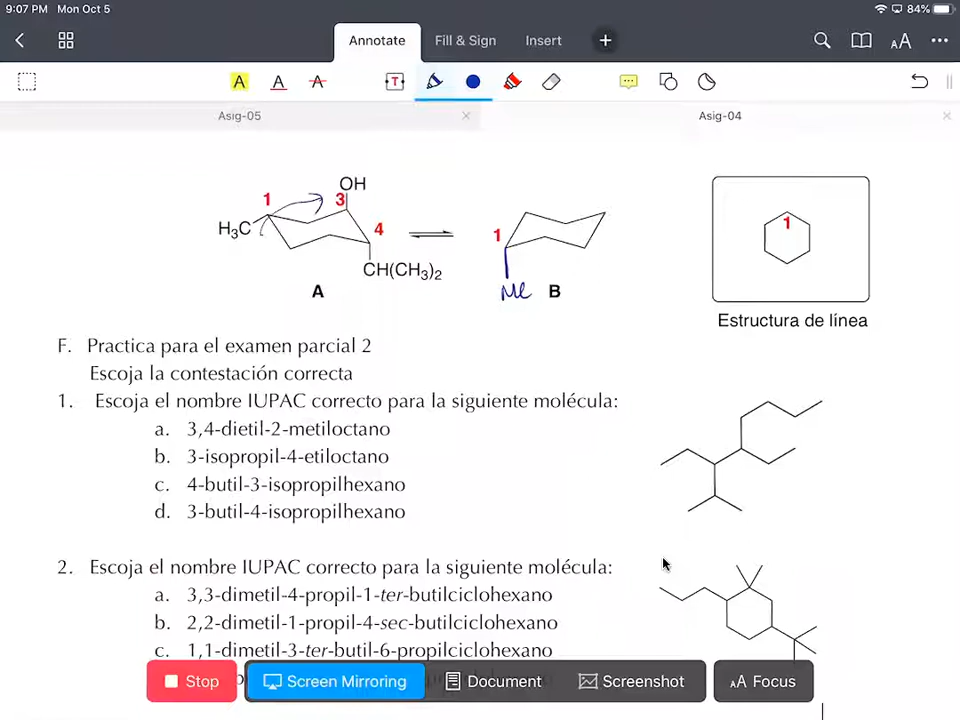 9:07 PM Mon Oct 5
84%
Annotate
Fill & Sign
Insert
+
AA
A A A T
Asig-05
Asig-04
OH
1
3
H3C
4
CH(CH3)2
A
1
Me
B
1
Estructura de línea
F. Practica para el examen parcial 2
Escoja la contestación correcta
1. Escoja el nombre IUPAC correcto para la siguiente molécula:
a. 3,4-dietil-2-metiloctano
b. 3-isopropil-4-etiloctano
c. 4-butil-3-isopropilhexano
d. 3-butil-4-isopropilhexano
2. Escoja el nombre IUPAC correcto para la siguiente molécula:
a. 3,3-dimetil-4-propil-1-ter-butilciclohexano
b. 2,2-dimetil-1-propil-4-sec-butilciclohexano
c. 1,1-dimetil-3-ter-butil-6-propilciclohexano
Stop
Screen Mirroring
Document
Screenshot
AA Focus